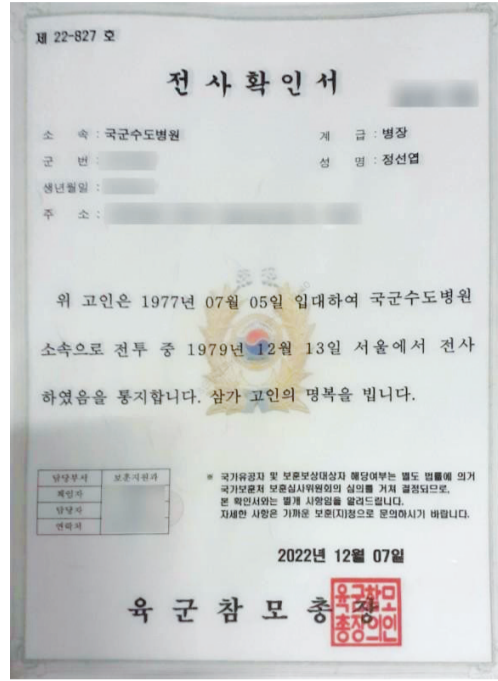 제 22-827 호
전 사 확 인 서
소 속 : 국군수도병원
계 급 : 병장
군 번 :
성 명 : 정선엽
생년월일 :
주 소 :
위 고인은 1977년 07월 05일 입대하여 국군수도병원
소속으로 전투 중 1979년 12월 13일 서울에서 전사
하였음을 통지합니다. 삼가 고인의 명복을 빕니다.
담당부서 보훈지원과
책임자
담당자
연락처
※ 국가유공자 및 보훈보상대상자 해당여부는 별도 법률에 의거
국가보훈처 보훈심사위원회의 심의를 거쳐 결정되므로,
본 확인서와는 별개 사항임을 알려드립니다.
자세한 사항은 가까운 보훈(지)청으로 문의하시기 바랍니다.
2022년 12월 07일
육 군 참 모 총 장
육군참모
총장의인